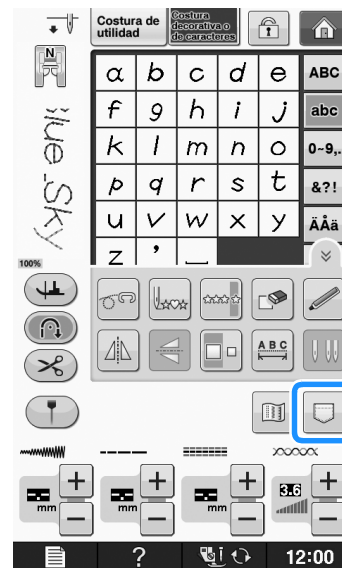 Costura de utilidad
Costura decorativa o de caracteres
N
a b c d e ABC
f g h i j abc
k l m n o 0~9,.
p q r s t &?!
u v w x y ÄÅä
z ’ _
lue Sky
100%
A B C
mm
mm
mm
3.6
?
12:00